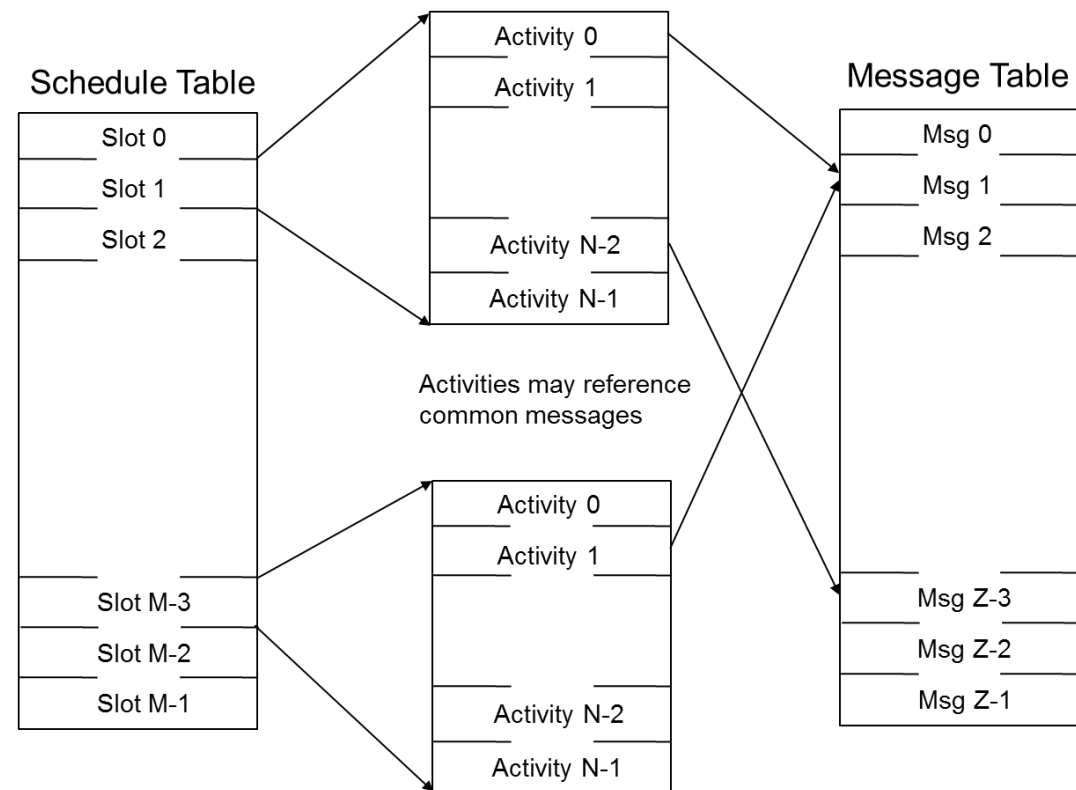 Schedule Table
Slot 0
Slot 1
Slot 2
Slot M-3
Slot M-2
Slot M-1
Activity 0
Activity 1
Activity N-2
Activity N-1
Activities may reference
common messages
Activity 0
Activity 1
Activity N-2
Activity N-1
Message Table
Msg 0
Msg 1
Msg 2
Msg Z-3
Msg Z-2
Msg Z-1